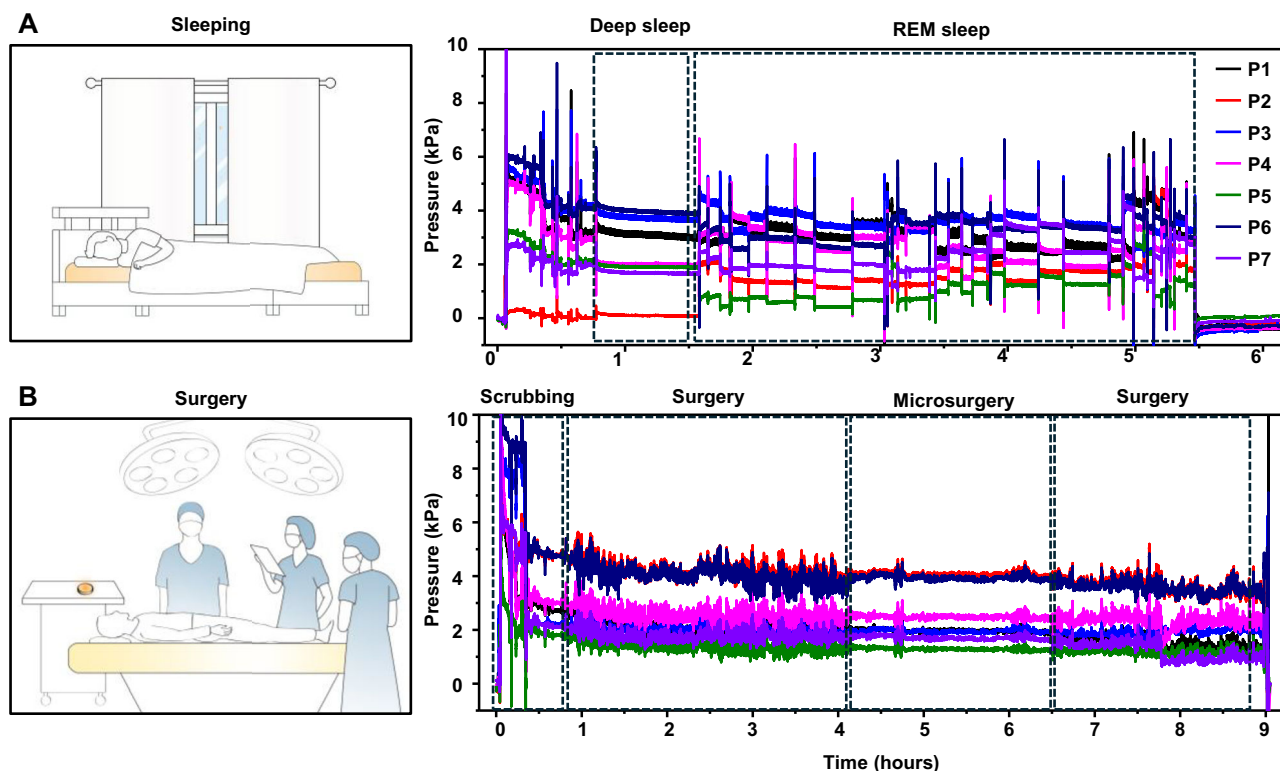 A
Sleeping
Deep sleep
REM sleep
Pressure (kPa)
10
8
6
4
2
0
P1
P2
P3
P4
P5
P6
P7
0 1 2 3 4 5 6
B
Surgery
Scrubbing
Surgery
Microsurgery
Surgery
Pressure (kPa)
10
8
6
4
2
0
0 1 2 3 4 5 6 7 8 9
Time (hours)